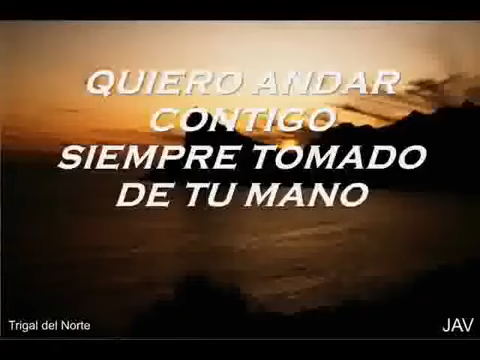 QUIERO ANDAR
CONTIGO
SIEMPRE TOMADO
DE TU MANO
Trigal del Norte
JAV